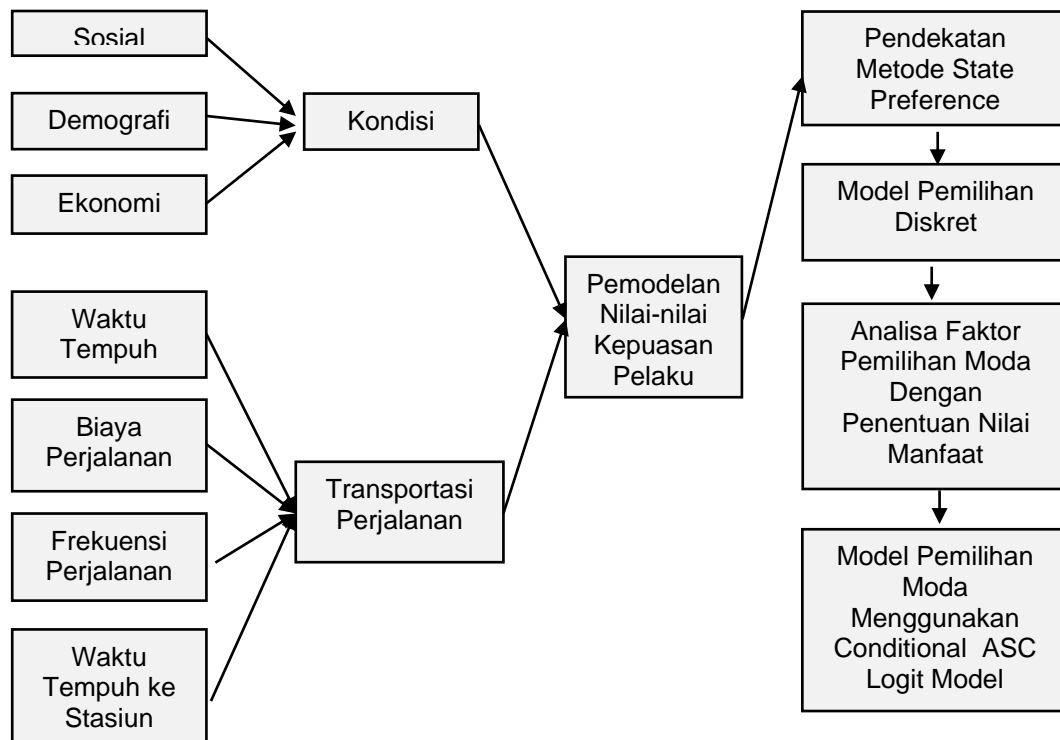 Sosial
Demografi
Ekonomi
Kondisi
Waktu
Tempuh
Biaya
Perjalanan
Frekuensi
Perjalanan
Waktu
Tempuh ke
Stasiun
Transportasi
Perjalanan
Pemodelan
Nilai-nilai
Kepuasan
Pelaku
Pendekatan
Metode State
Preference
Model Pemilihan
Diskret
Analisa Faktor
Pemilihan Moda
Dengan
Penentuan Nilai
Manfaat
Model Pemilihan
Moda
Menggunakan
Conditional ASC
Logit Model